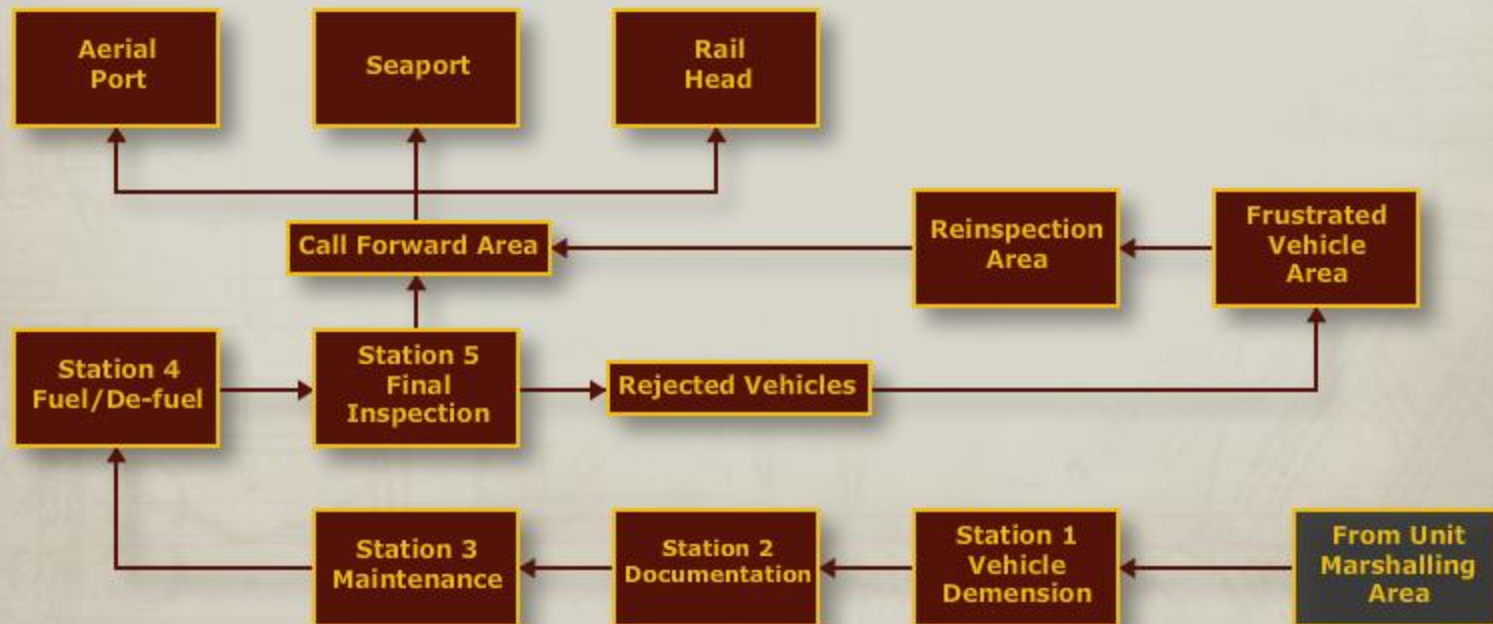 Aerial
Port
Seaport
Rail
Head
Call Forward Area
Reinspection
Area
Frustrated
Vehicle
Area
Station 4
Fuel/De-fuel
Station 5
Final
Inspection
Rejected Vehicles
Station 3
Maintenance
Station 2
Documentation
Station 1
Vehicle
Demension
From Unit
Marshalling
Area